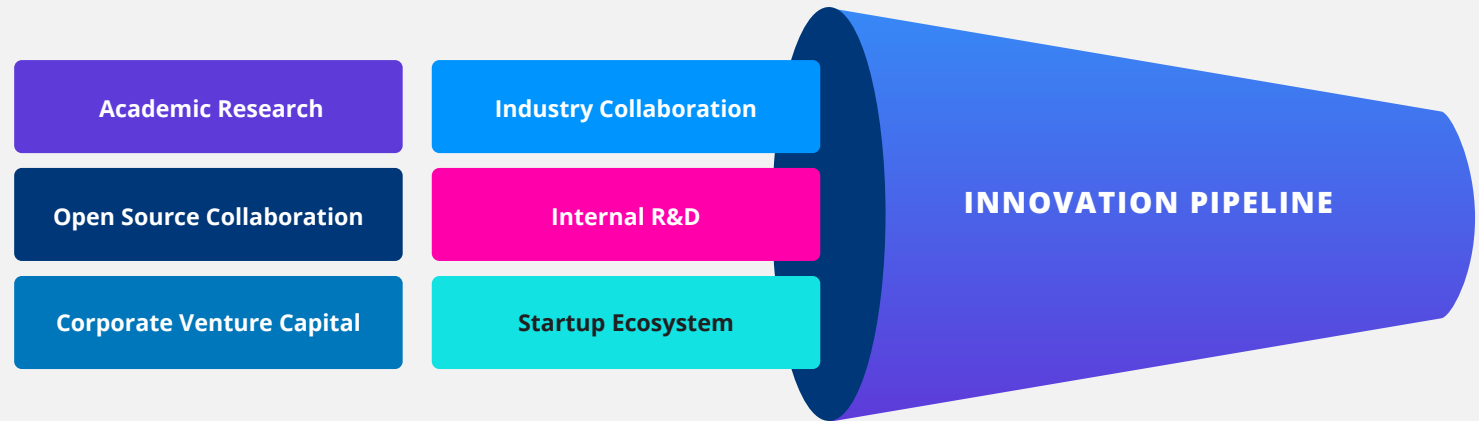 Academic Research
Industry Collaboration
Open Source Collaboration
Internal R&D
Corporate Venture Capital
Startup Ecosystem
INNOVATION PIPELINE